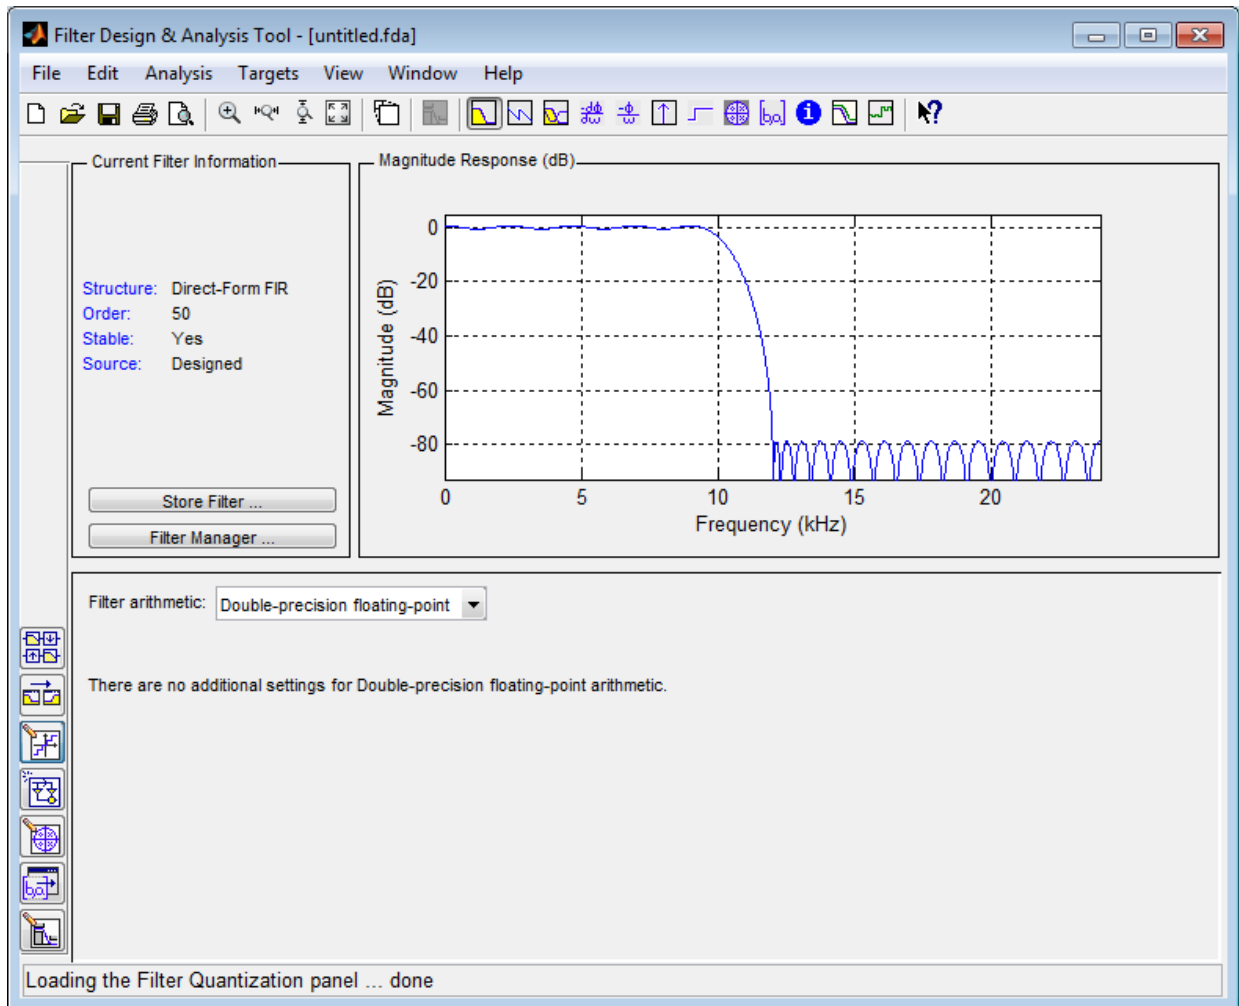 Filter Design & Analysis Tool - [untitled.fda]
File Edit Analysis Targets View Window Help
Current Filter Information
Structure: Direct-Form FIR
Order: 50
Stable: Yes
Source: Designed
Store Filter ...
Filter Manager ...
Magnitude Response (dB)
Magnitude (dB)
0
-20
-40
-60
-80
0 5 10 15 20
Frequency (kHz)
Filter arithmetic: Double-precision floating-point
There are no additional settings for Double-precision floating-point arithmetic.
Loading the Filter Quantization panel ... done